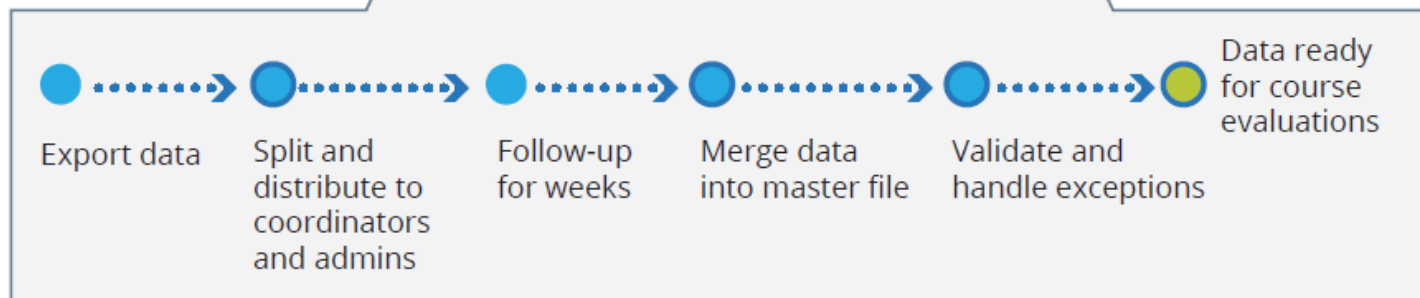 Export data
Split and
distribute to
coordinators
and admins
Follow-up
for weeks
Merge data
into master file
Validate and
handle exceptions
Data ready
for course
evaluations